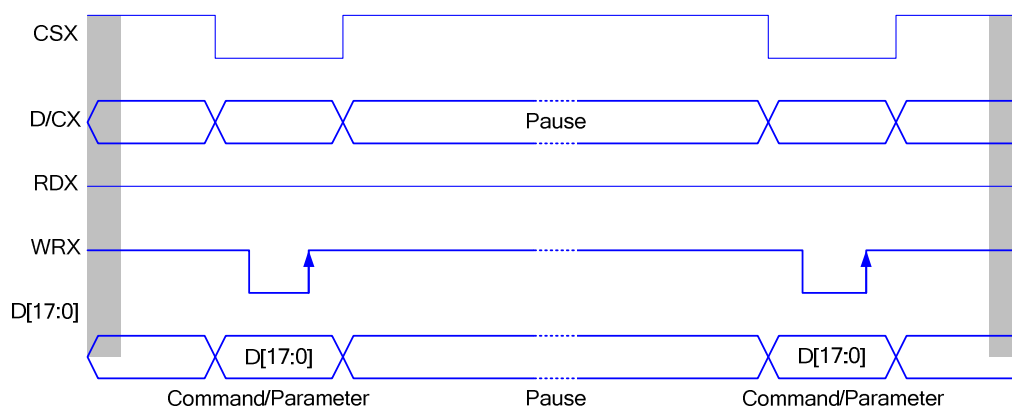 CSX
D/CX
Pause
RDX
WRX
D[17:0]
D[17:0]
D[17:0]
Command/Parameter
Pause
Command/Parameter